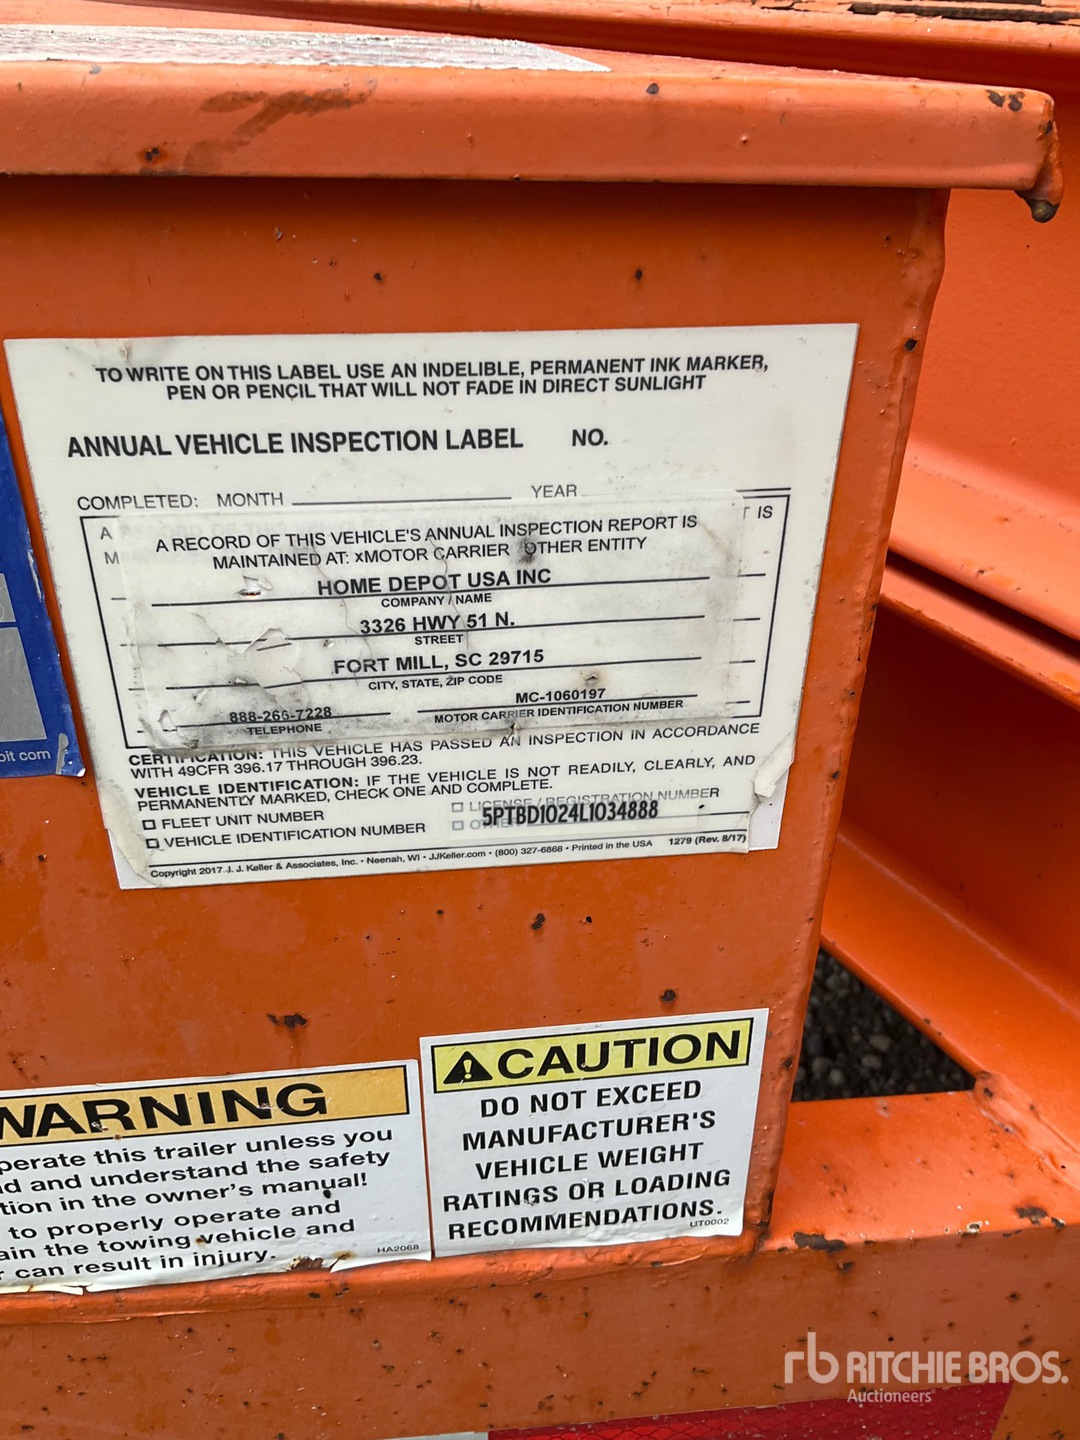 TO WRITE ON THIS LABEL USE AN INDELIBLE, PERMANENT INK MARKER,
PEN OR PENCIL THAT WILL NOT FADE IN DIRECT SUNLIGHT
ANNUAL VEHICLE INSPECTION LABEL NO.
COMPLETED: MONTH YEAR
A IS
A RECORD OF THIS VEHICLE'S ANNUAL INSPECTION REPORT IS
MAINTAINED AT: xMOTOR CARRIER OTHER ENTITY
HOME DEPOT USA INC
COMPANY / NAME
3326 HWY 51 N.
STREET
FORT MILL, SC 29715
CITY, STATE, ZIP CODE
888-266-7228 MC-1060197
TELEPHONE MOTOR CARRIER IDENTIFICATION NUMBER
CERTIFICATION: THIS VEHICLE HAS PASSED AN INSPECTION IN ACCORDANCE
WITH 49CFR 396.17 THROUGH 396.23.
VEHICLE IDENTIFICATION: IF THE VEHICLE IS NOT READILY, CLEARLY, AND
PERMANENTLY MARKED, CHECK ONE AND COMPLETE.
☐ FLEET UNIT NUMBER ☐ LICENSE / REGISTRATION NUMBER
☐ VEHICLE IDENTIFICATION NUMBER ☐ 5PTBD1024L1034888
Copyright 2017 J. J. Keller & Associates, Inc. • Neenah, WI • JJKeller.com • (800) 327-6868 • Printed in the USA 1279 (Rev. 8/17)
bit com
WARNING
perate this trailer unless you
d and understand the safety
tion in the owner's manual!
to properly operate and
ain the towing vehicle and
r can result in injury.
HA2068
CAUTION
DO NOT EXCEED
MANUFACTURER'S
VEHICLE WEIGHT
RATINGS OR LOADING
RECOMMENDATIONS.
UT0002
rb RITCHIE BROS.
Auctioneers